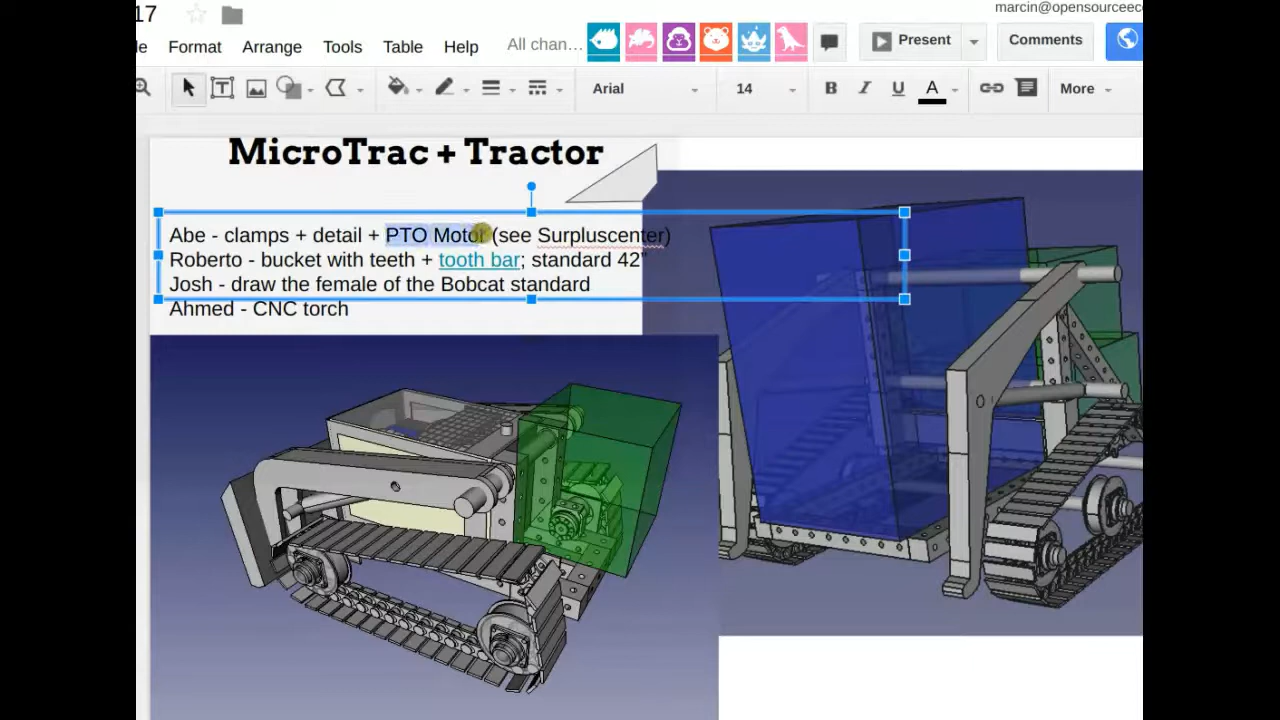 17
marcin@opensourceec
le Format Arrange Tools Table Help All chan... Present Comments
Arial 14 B I U A More
MicroTrac + Tractor
Abe - clamps + detail + PTO Motor (see Surpluscenter)
Roberto - bucket with teeth + tooth bar; standard 42"
Josh - draw the female of the Bobcat standard
Ahmed - CNC torch